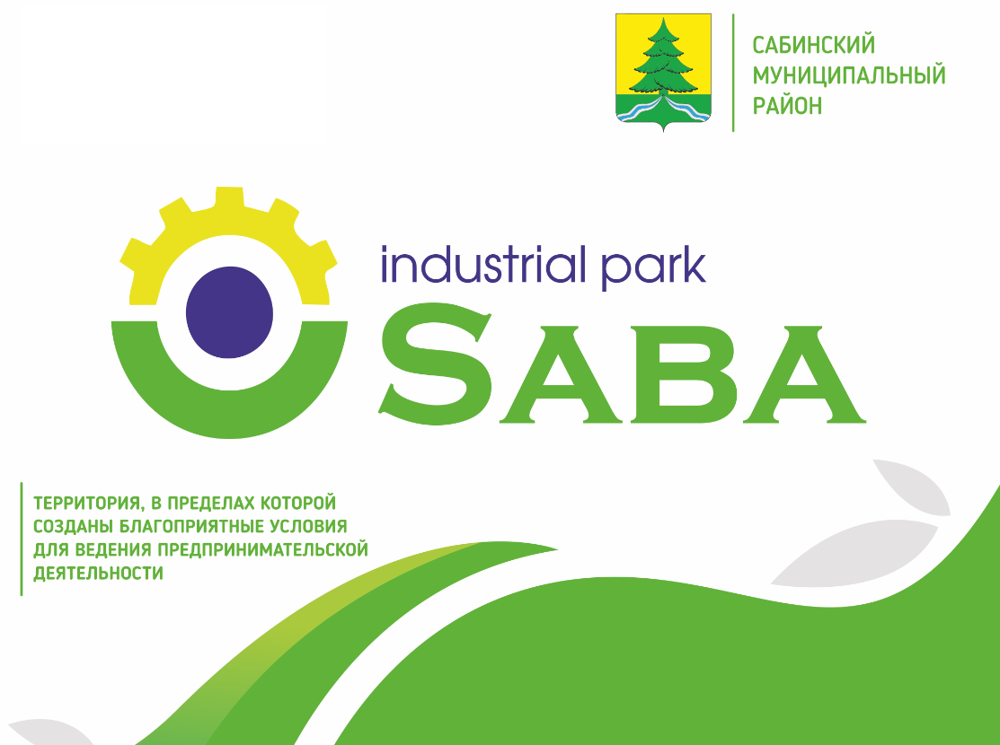 САБИНСКИЙ
МУНИЦИПАЛЬНЫЙ
РАЙОН
industrial park
SABA
ТЕРРИТОРИЯ, В ПРЕДЕЛАХ КОТОРОЙ
СОЗДАНЫ БЛАГОПРИЯТНЫЕ УСЛОВИЯ
ДЛЯ ВЕДЕНИЯ ПРЕДПРИНИМАТЕЛЬСКОЙ
ДЕЯТЕЛЬНОСТИ